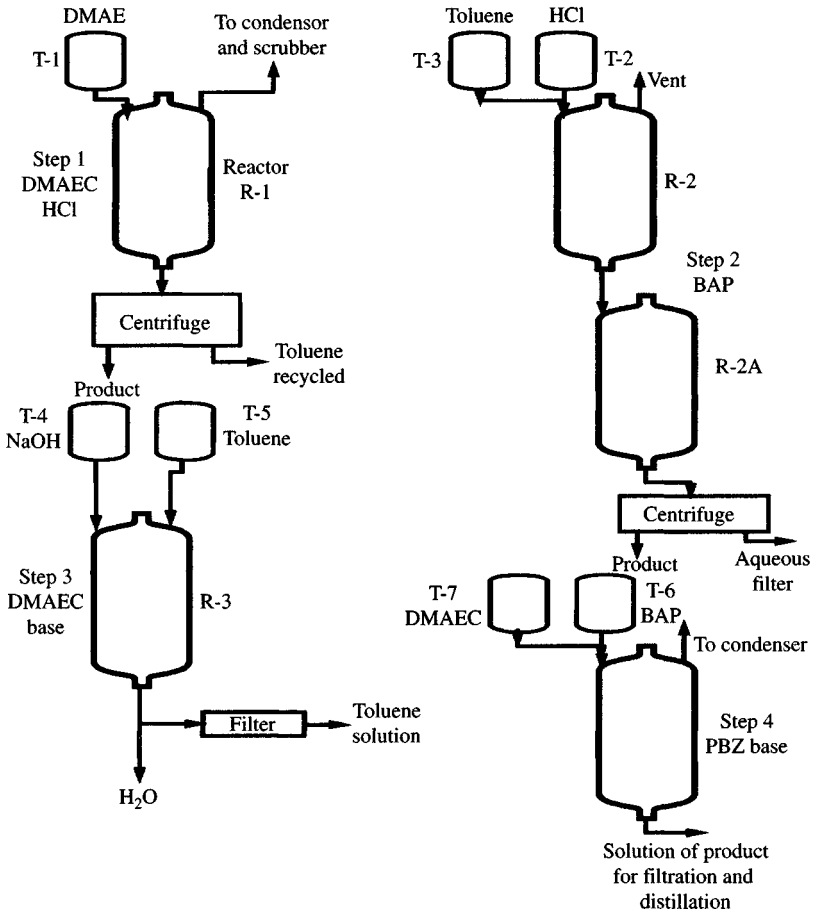 DMAE
T-1
To condensor
and scrubber
Step 1
DMAEC
HCl
Reactor
R-1
Centrifuge
Toluene
recycled
Product
T-4
NaOH
T-5
Toluene
Step 3
DMAEC
base
R-3
Filter
Toluene
solution
H₂O
Toluene
HCl
T-3
T-2
Vent
R-2
Step 2
BAP
R-2A
Centrifuge
Product
Aqueous
filter
T-7
DMAEC
T-6
BAP
To condenser
Step 4
PBZ base
Solution of product
for filtration and
distillation